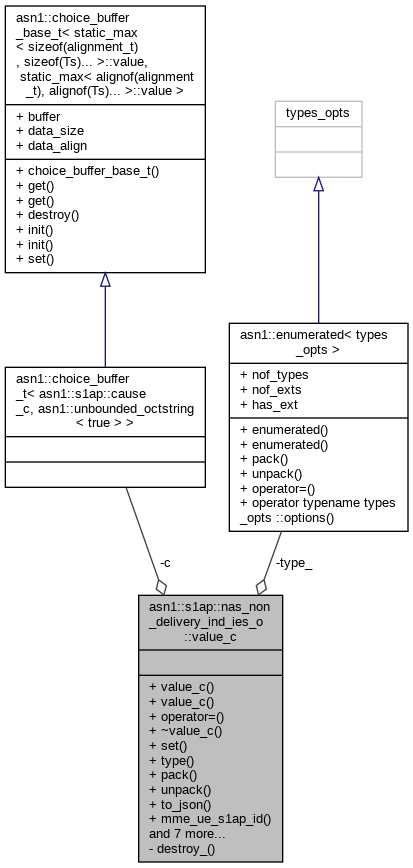 asn1::choice_buffer
_base_t< static_max
< sizeof(alignment_t)
, sizeof(Ts)... >::value,
static_max< alignof(alignment
_t), alignof(Ts)... >::value >
+ buffer
+ data_size
+ data_align
+ choice_buffer_base_t()
+ get()
+ get()
+ destroy()
+ init()
+ init()
+ set()
types_opts
asn1::choice_buffer
_t< asn1::s1ap::cause
_c, asn1::unbounded_octstring
< true > >
asn1::enumerated< types
_opts >
+ nof_types
+ nof_exts
+ has_ext
+ enumerated()
+ enumerated()
+ pack()
+ unpack()
+ operator=()
+ operator typename types
_opts ::options()
-c
-type_
asn1::s1ap::nas_non
_delivery_ind_ies_o
::value_c
+ value_c()
+ value_c()
+ operator=()
+ ~value_c()
+ set()
+ type()
+ pack()
+ unpack()
+ to_json()
+ mme_ue_s1ap_id()
and 7 more...
- destroy_()